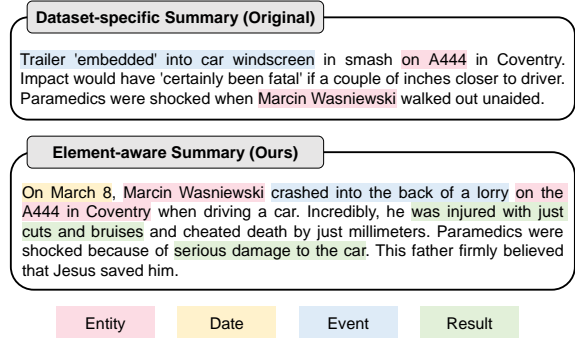 Dataset-specific Summary (Original)
Trailer 'embedded' into car windscreen in smash on A444 in Coventry.
Impact would have 'certainly been fatal' if a couple of inches closer to driver.
Paramedics were shocked when Marcin Wasniewski walked out unaided.
Element-aware Summary (Ours)
On March 8, Marcin Wasniewski crashed into the back of a lorry on the
A444 in Coventry when driving a car. Incredibly, he was injured with just
cuts and bruises and cheated death by just millimeters. Paramedics were
shocked because of serious damage to the car. This father firmly believed
that Jesus saved him.
Entity Date Event Result